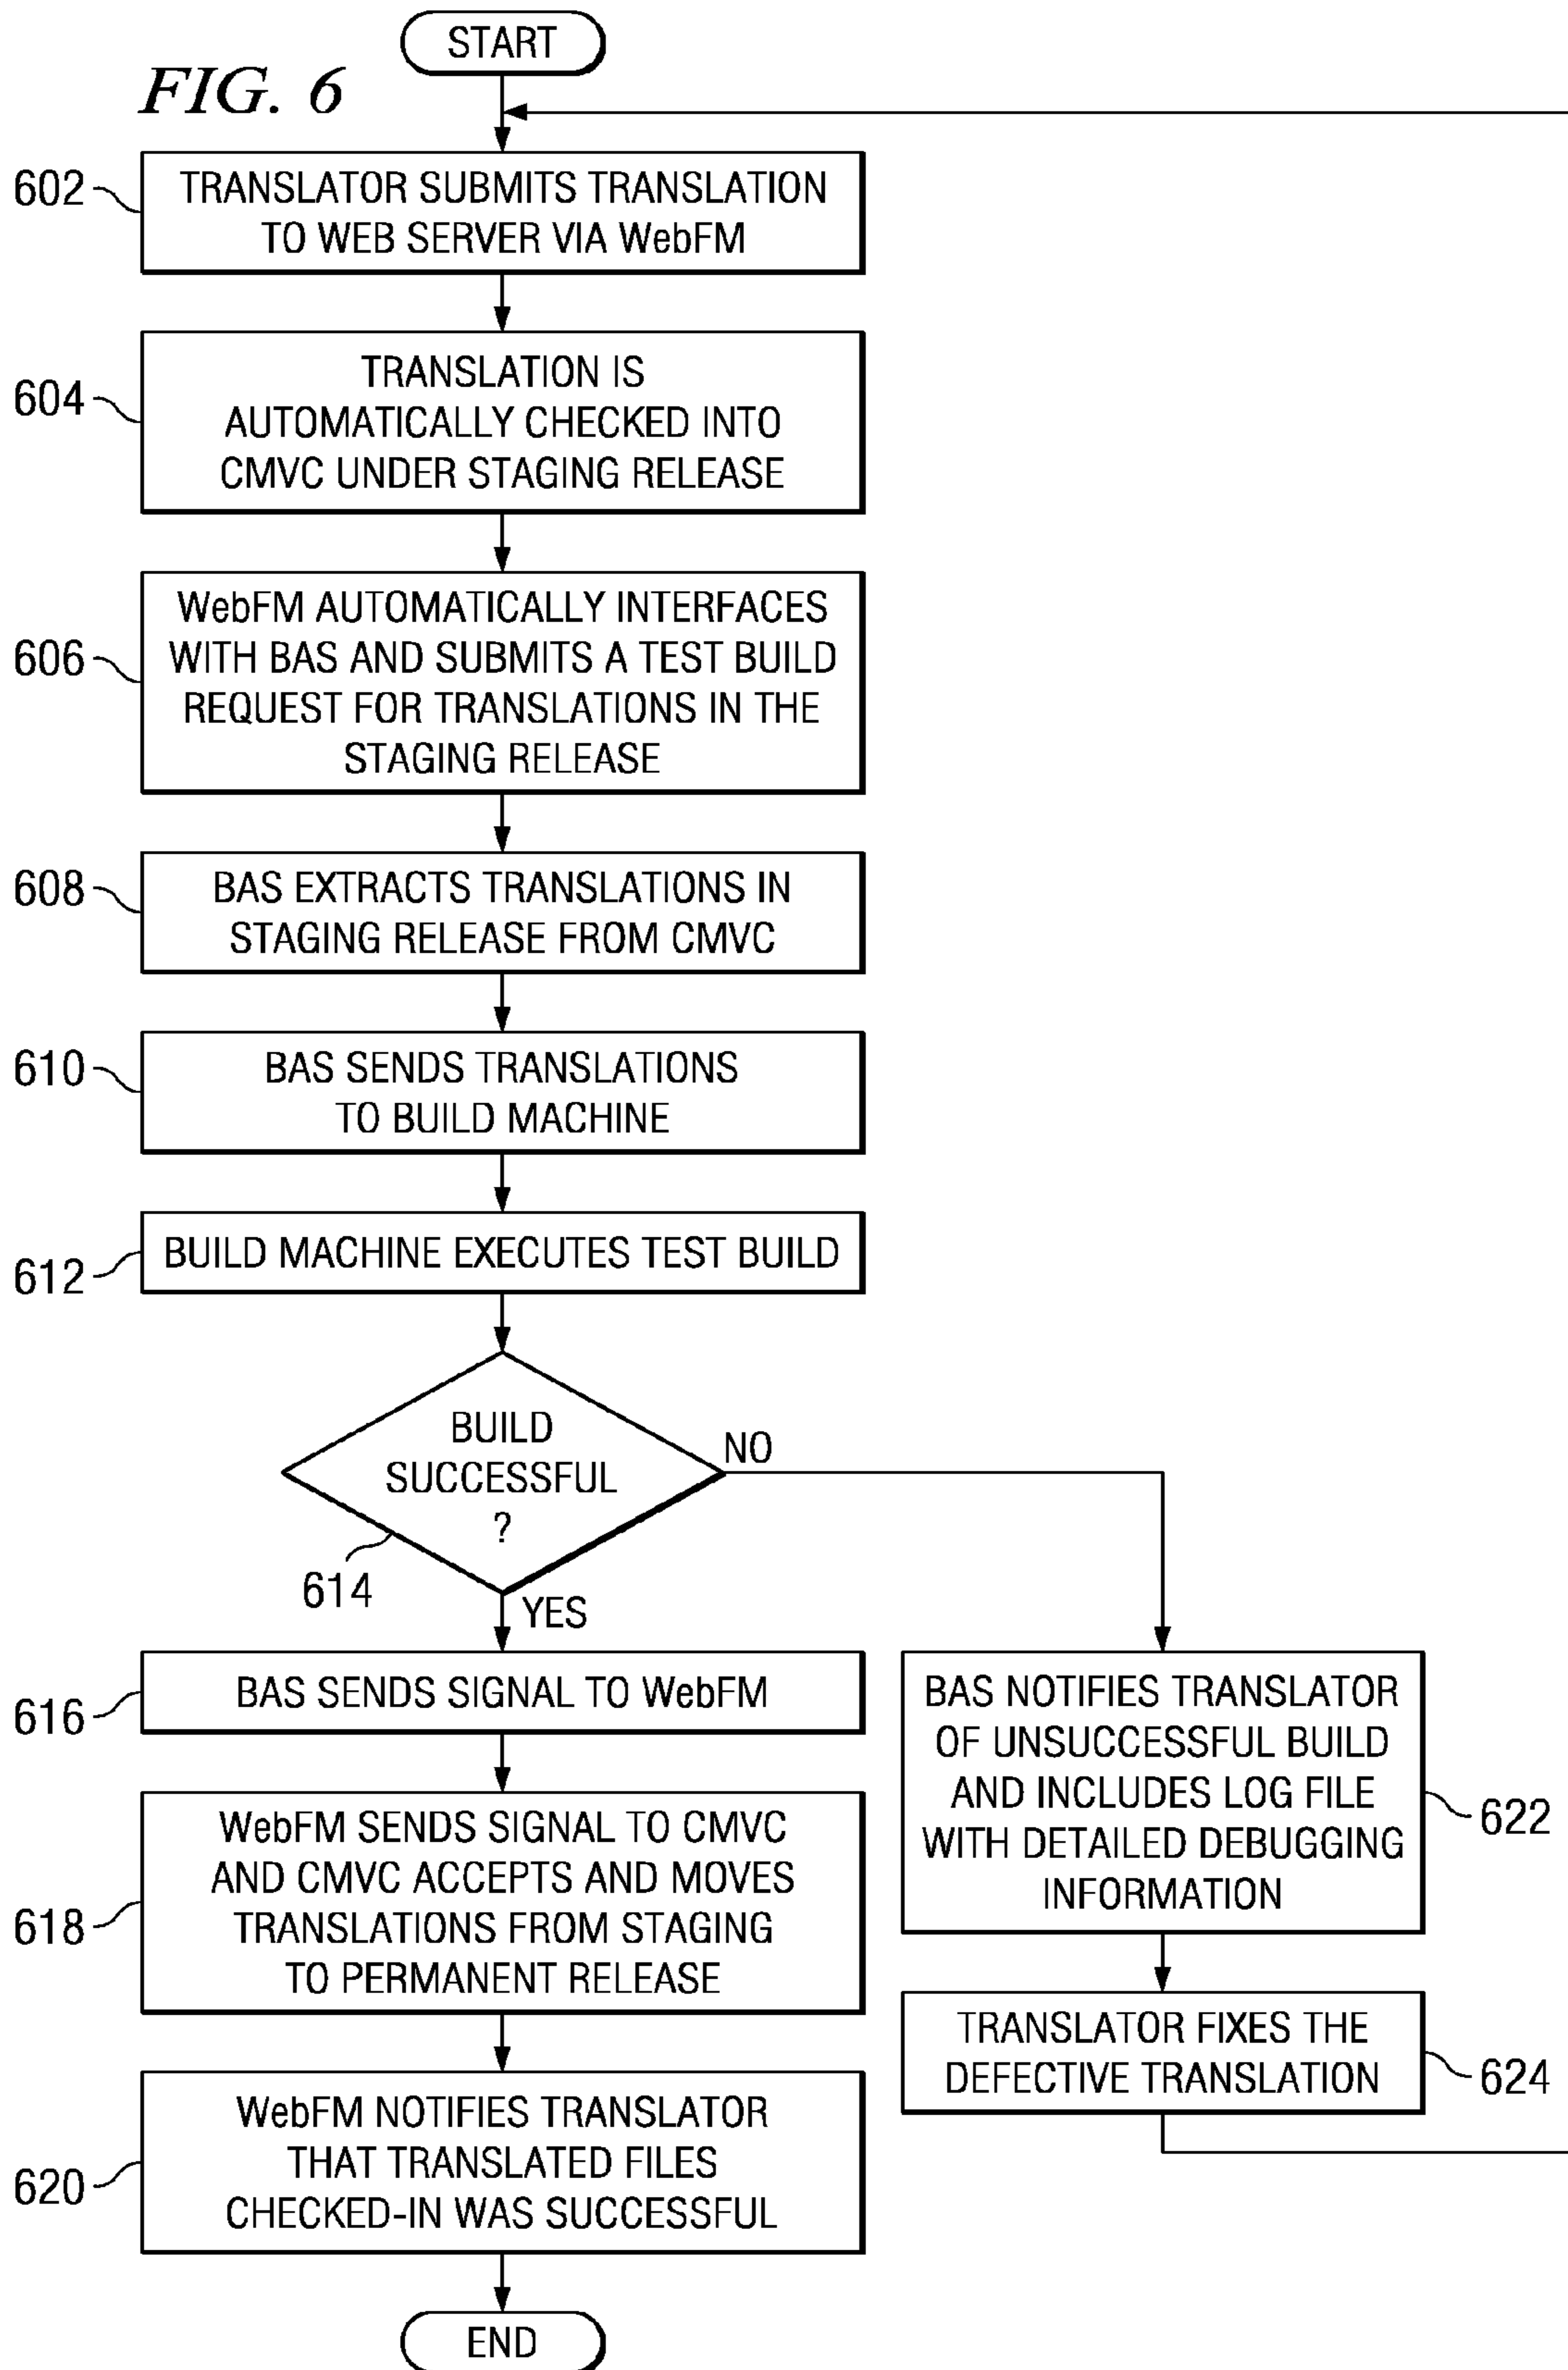 START
FIG. 6
602
TRANSLATOR SUBMITS TRANSLATION
TO WEB SERVER VIA WebFM
604
TRANSLATION IS
AUTOMATICALLY CHECKED INTO
CMVC UNDER STAGING RELEASE
606
WebFM AUTOMATICALLY INTERFACES
WITH BAS AND SUBMITS A TEST BUILD
REQUEST FOR TRANSLATIONS IN THE
STAGING RELEASE
608
BAS EXTRACTS TRANSLATIONS IN
STAGING RELEASE FROM CMVC
610
BAS SENDS TRANSLATIONS
TO BUILD MACHINE
612
BUILD MACHINE EXECUTES TEST BUILD
BUILD
SUCCESSFUL
?
614
NO
YES
616
BAS SENDS SIGNAL TO WebFM
618
WebFM SENDS SIGNAL TO CMVC
AND CMVC ACCEPTS AND MOVES
TRANSLATIONS FROM STAGING
TO PERMANENT RELEASE
620
WebFM NOTIFIES TRANSLATOR
THAT TRANSLATED FILES
CHECKED-IN WAS SUCCESSFUL
END
BAS NOTIFIES TRANSLATOR
OF UNSUCCESSFUL BUILD
AND INCLUDES LOG FILE
WITH DETAILED DEBUGGING
INFORMATION
622
TRANSLATOR FIXES THE
DEFECTIVE TRANSLATION
624